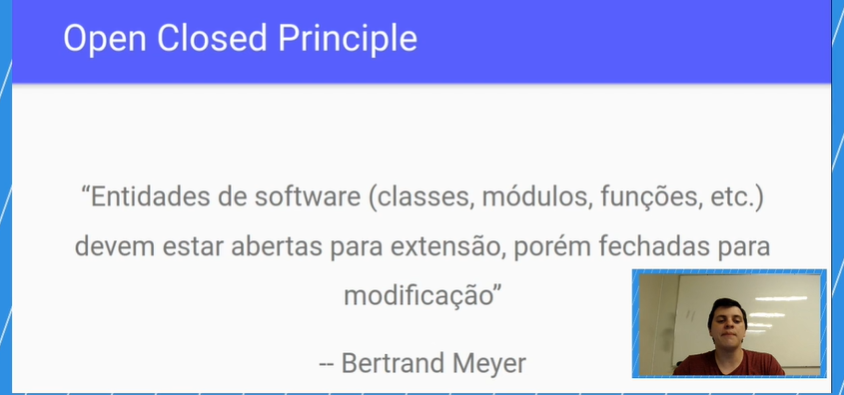 Open Closed Principle
“Entidades de software (classes, módulos, funções, etc.)
devem estar abertas para extensão, porém fechadas para
modificação”
-- Bertrand Meyer